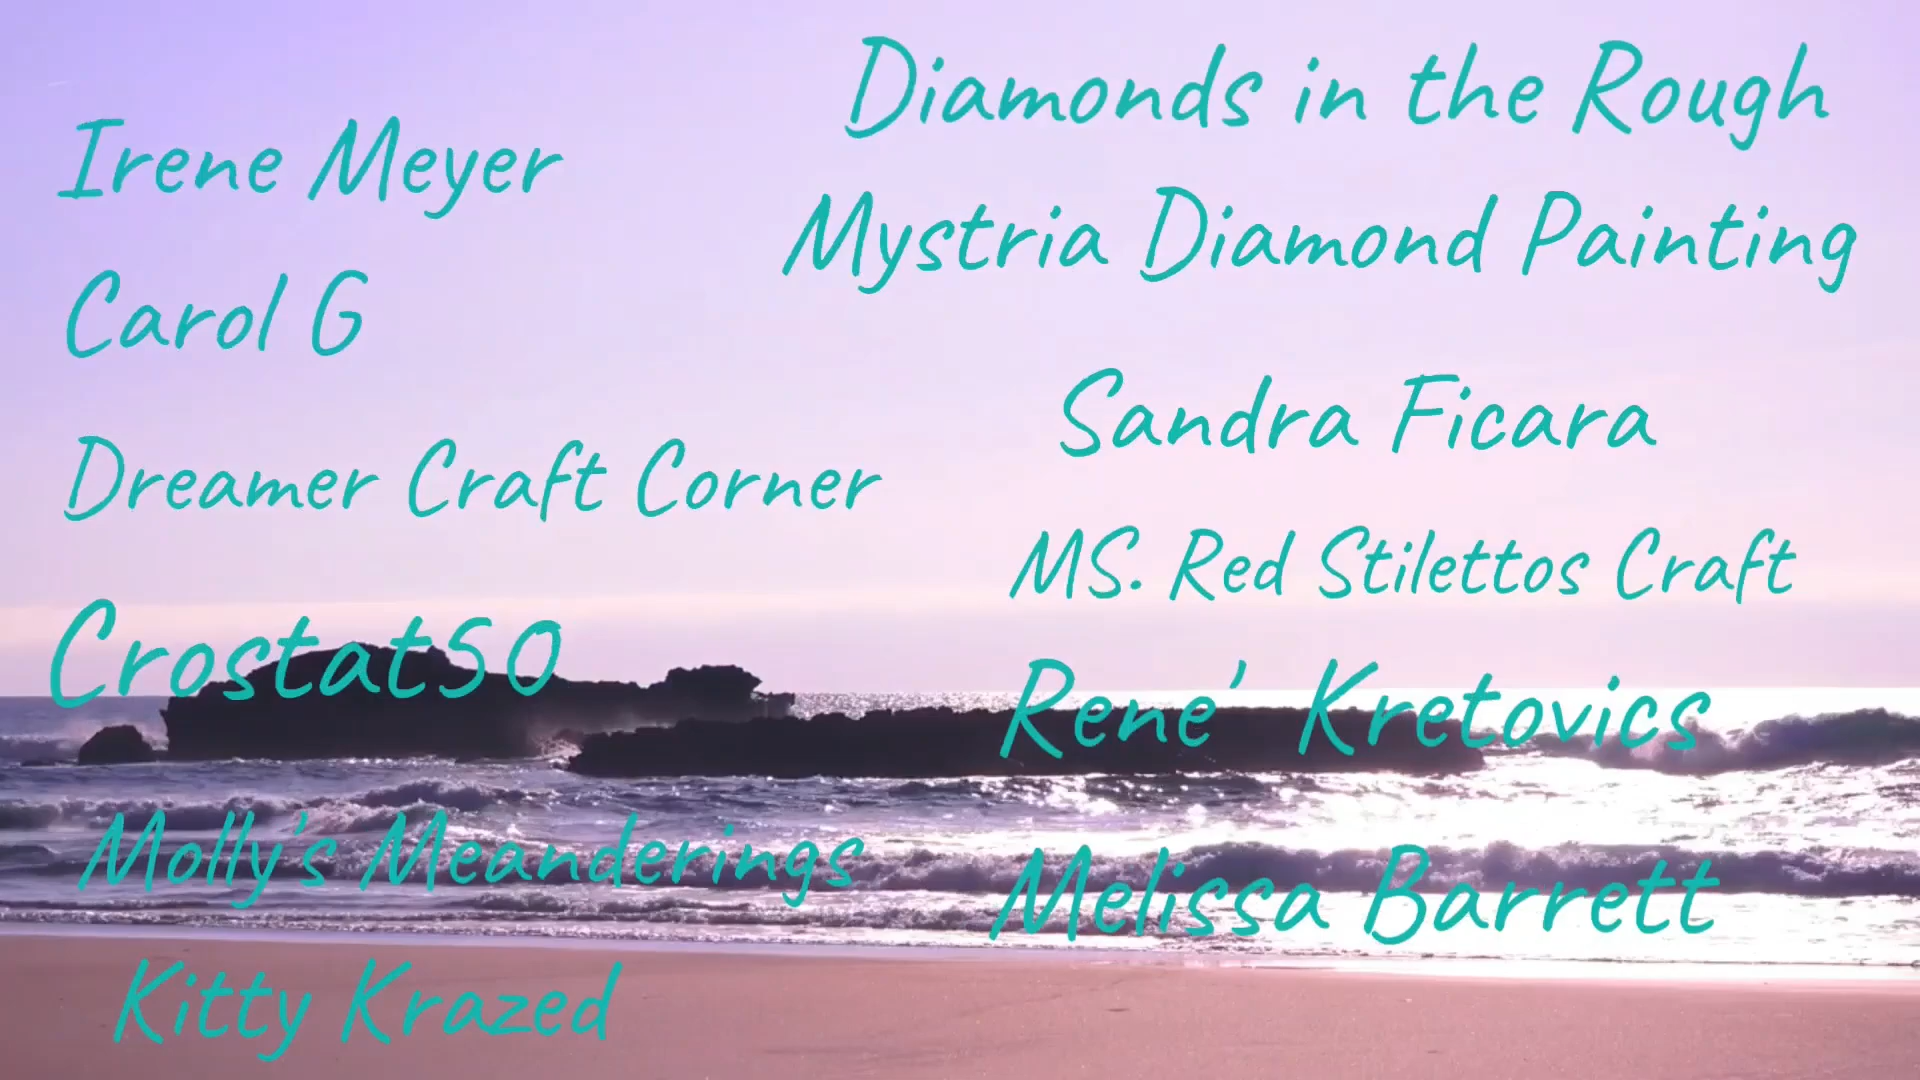 Irene Meyer
Carol G
Dreamer Craft Corner
Crostat50
Molly's Meanderings
Kitty Krazed
Diamonds in the Rough
Mystria Diamond Painting
Sandra Ficara
MS. Red Stilettos Craft
Rene' Kretovics
Melissa Barrett